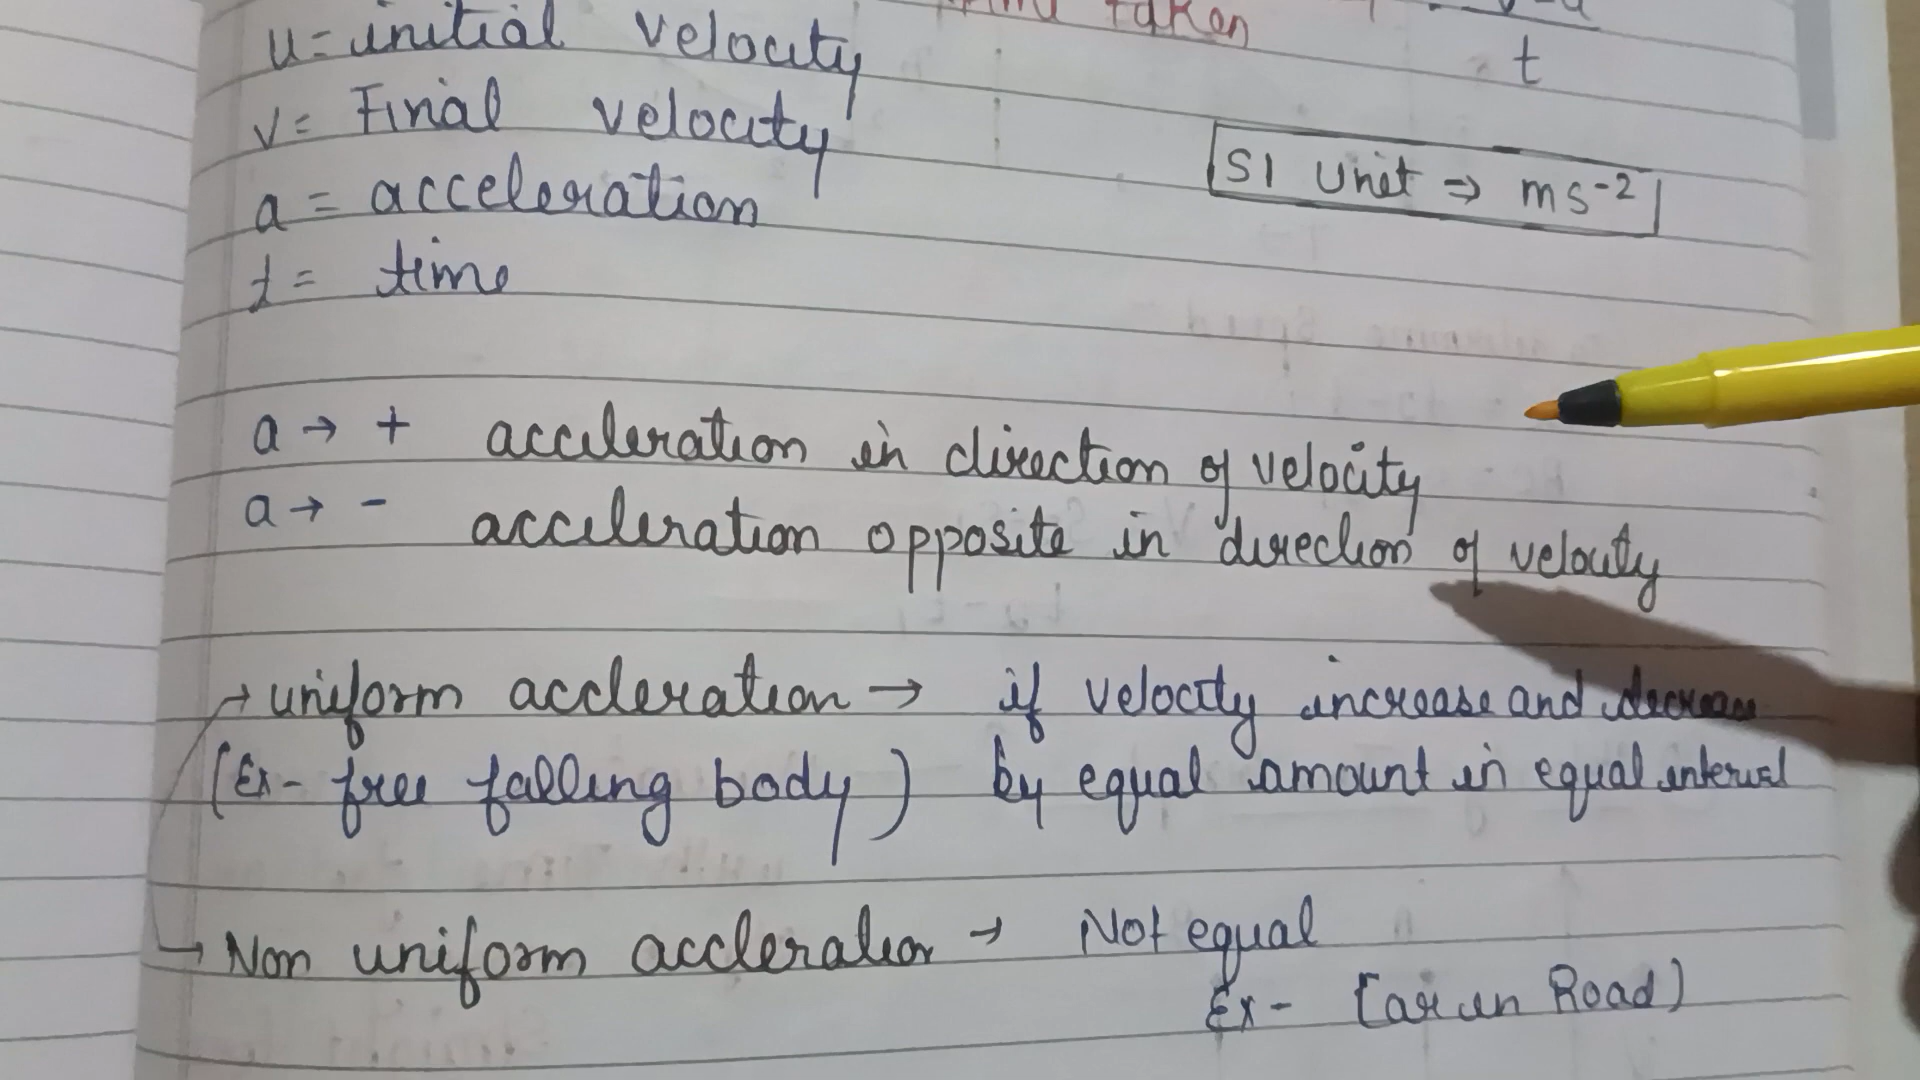 taken
v-u
u= initial velocity
t
v= Final velocity
SI Unit ⇒ ms⁻²
a = acceleration
t = time
a → + acceleration in direction of velocity
a → - acceleration opposite in direction of velocity
→ uniform accleration → if velocity increase and decrease
(Ex- free falling body) by equal amount in equal interval
→ Non uniform accleration → Not equal
Ex- [car in Road)